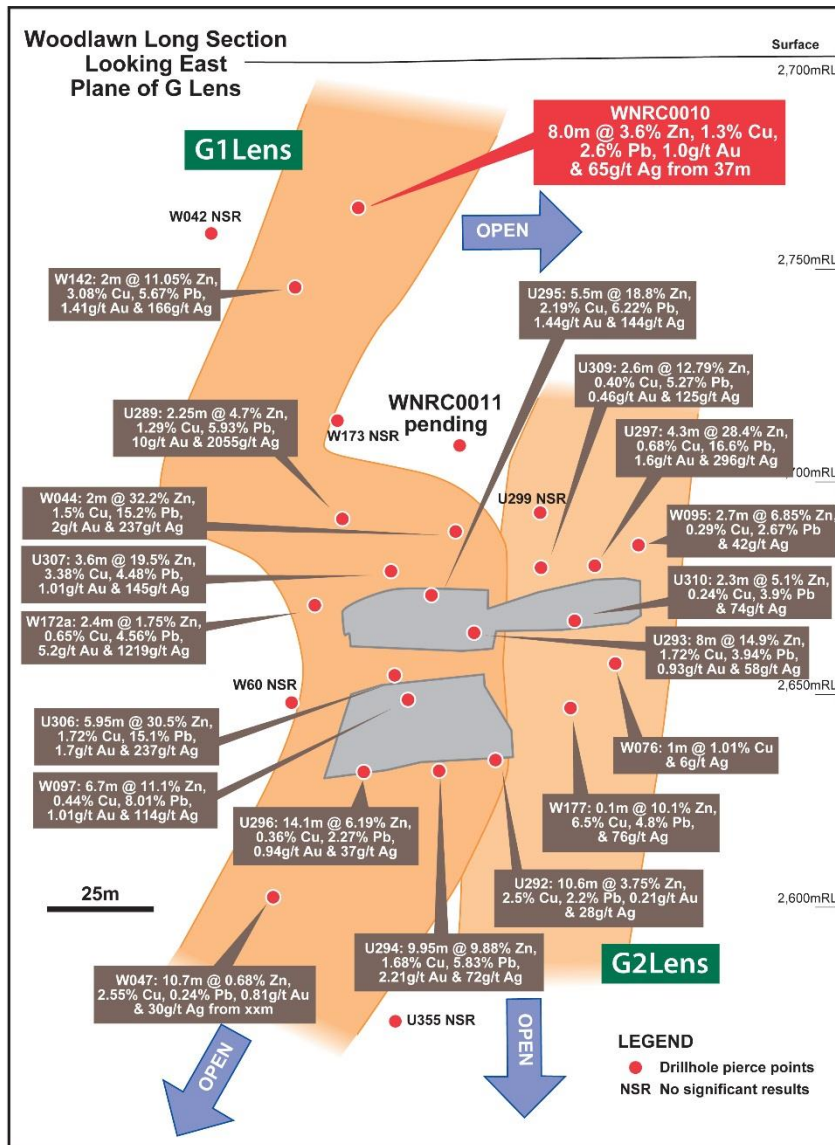 Woodlawn Long Section
Looking East
Plane of G Lens
Surface
2,700mRL
WNRC0010
8.0m @ 3.6% Zn, 1.3% Cu,
2.6% Pb, 1.0g/t Au
& 65g/t Ag from 37m
G1Lens
W042 NSR
OPEN
2,750mRL
W142: 2m @ 11.05% Zn,
3.08% Cu, 5.67% Pb,
1.41g/t Au & 166g/t Ag
U295: 5.5m @ 18.8% Zn,
2.19% Cu, 6.22% Pb,
1.44g/t Au & 144g/t Ag
U309: 2.6m @ 12.79% Zn,
0.40% Cu, 5.27% Pb,
0.46g/t Au & 125g/t Ag
U289: 2.25m @ 4.7% Zn,
1.29% Cu, 5.93% Pb,
10g/t Au & 2055g/t Ag
W173 NSR
WNRC0011
pending
U297: 4.3m @ 28.4% Zn,
0.68% Cu, 16.6% Pb,
1.6g/t Au & 296g/t Ag
2,700mRL
W044: 2m @ 32.2% Zn,
1.5% Cu, 15.2% Pb,
2g/t Au & 237g/t Ag
U299 NSR
W095: 2.7m @ 6.85% Zn,
0.29% Cu, 2.67% Pb
& 42g/t Ag
U307: 3.6m @ 19.5% Zn,
3.38% Cu, 4.48% Pb,
1.01g/t Au & 145g/t Ag
U310: 2.3m @ 5.1% Zn,
0.24% Cu, 3.9% Pb
& 74g/t Ag
W172a: 2.4m @ 1.75% Zn,
0.65% Cu, 4.56% Pb,
5.2g/t Au & 1219g/t Ag
U293: 8m @ 14.9% Zn,
1.72% Cu, 3.94% Pb,
0.93g/t Au & 58g/t Ag
W60 NSR
2,650mRL
U306: 5.95m @ 30.5% Zn,
1.72% Cu, 15.1% Pb,
1.7g/t Au & 237g/t Ag
W076: 1m @ 1.01% Cu
& 6g/t Ag
W097: 6.7m @ 11.1% Zn,
0.44% Cu, 8.01% Pb,
1.01g/t Au & 114g/t Ag
W177: 0.1m @ 10.1% Zn,
6.5% Cu, 4.8% Pb,
& 76g/t Ag
U296: 14.1m @ 6.19% Zn,
0.36% Cu, 2.27% Pb,
0.94g/t Au & 37g/t Ag
25m
U292: 10.6m @ 3.75% Zn,
2.5% Cu, 2.2% Pb, 0.21g/t Au
& 28g/t Ag
2,600mRL
U294: 9.95m @ 9.88% Zn,
1.68% Cu, 5.83% Pb,
2.21g/t Au & 72g/t Ag
G2Lens
W047: 10.7m @ 0.68% Zn,
2.55% Cu, 0.24% Pb, 0.81g/t Au
& 30g/t Ag from xxm
U355 NSR
OPEN
OPEN
LEGEND
Drillhole pierce points
NSR No significant results